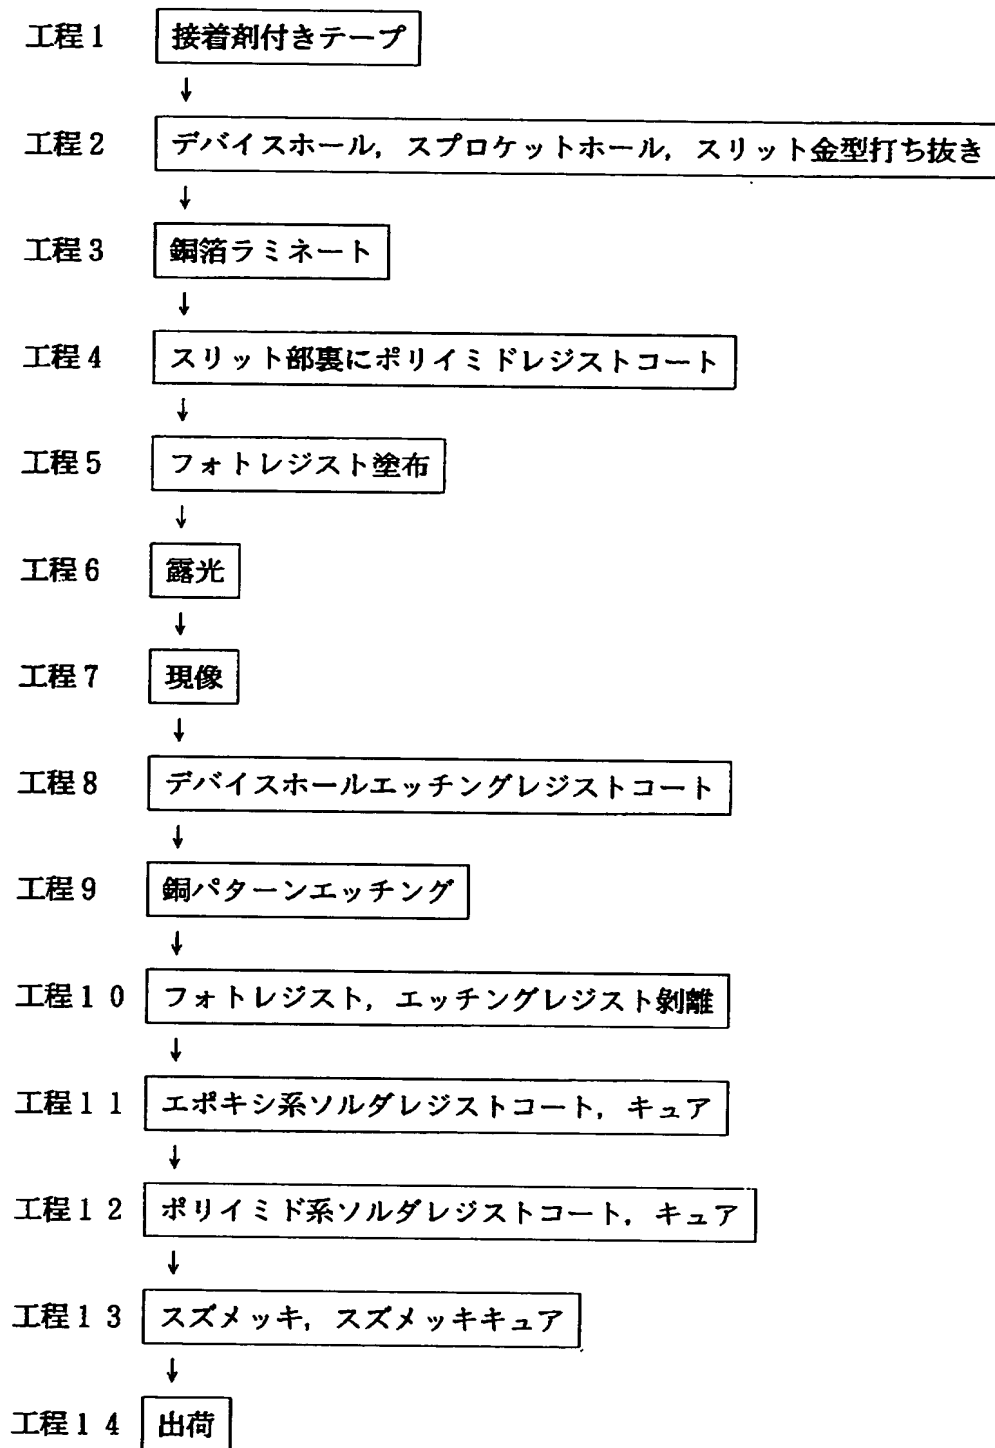 工程1 接着剤付きテープ
↓
工程2 デバイスホール，スプロケットホール，スリット金型打ち抜き
↓
工程3 銅箔ラミネート
↓
工程4 スリット部裏にポリイミドレジストコート
↓
工程5 フォトレジスト塗布
↓
工程6 露光
↓
工程7 現像
↓
工程8 デバイスホールエッチングレジストコート
↓
工程9 銅パターンエッチング
↓
工程10 フォトレジスト，エッチングレジスト剝離
↓
工程11 エポキシ系ソルダレジストコート，キュア
↓
工程12 ポリイミド系ソルダレジストコート，キュア
↓
工程13 スズメッキ，スズメッキキュア
↓
工程14 出荷